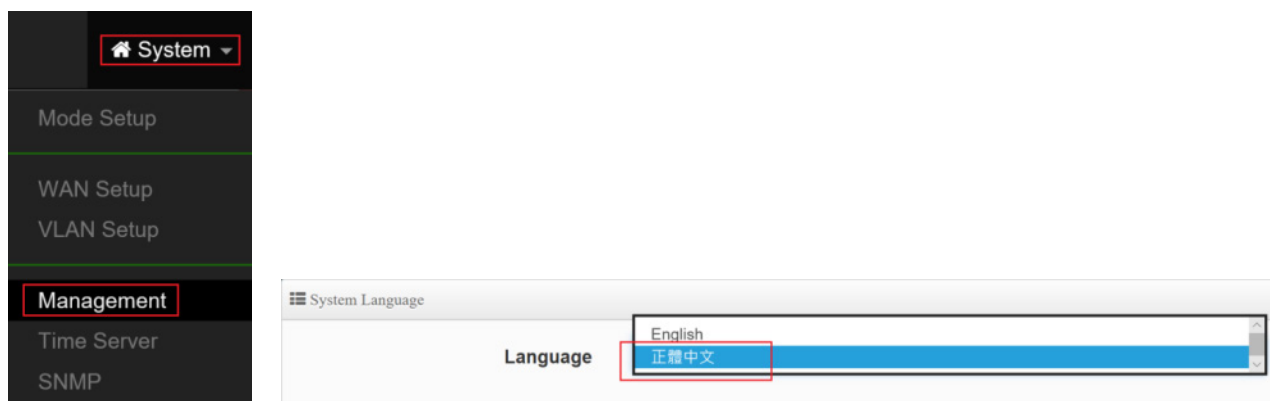 System
Mode Setup
WAN Setup
VLAN Setup
Management
Time Server
SNMP
System Language
Language
English
正體中文